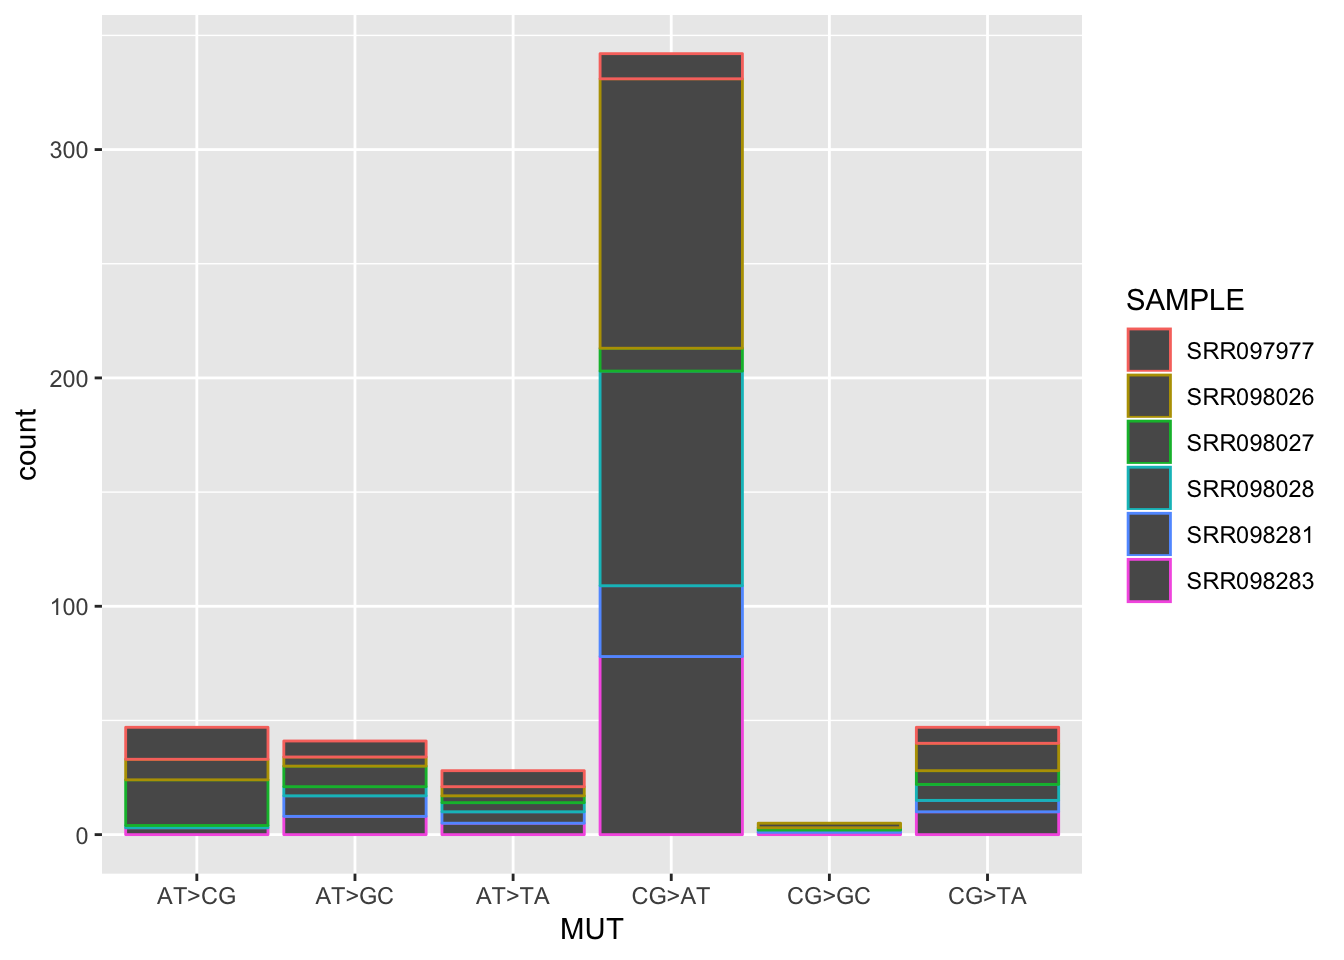 300
200
100
0
count
AT>CG AT>GC AT>TA CG>AT CG>GC CG>TA
MUT
SAMPLE
SRR097977
SRR098026
SRR098027
SRR098028
SRR098281
SRR098283